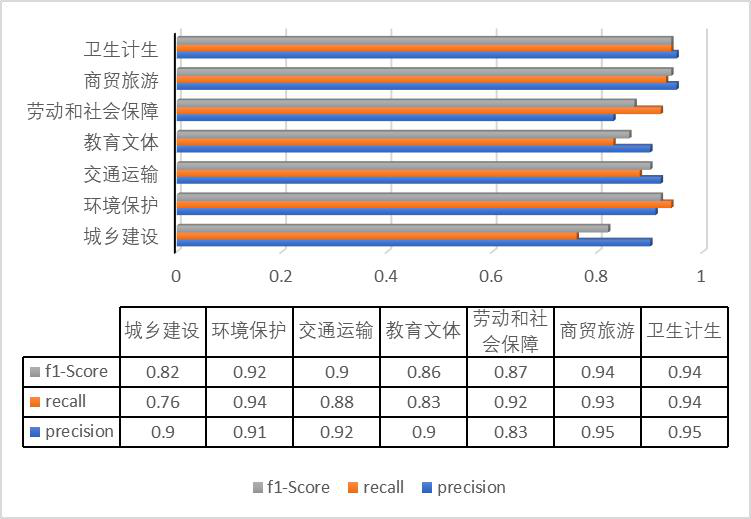 卫生计生
商贸旅游
劳动和社会保障
教育文体
交通运输
环境保护
城乡建设
0 0.2 0.4 0.6 0.8 1
城乡建设 环境保护 交通运输 教育文体 劳动和社 商贸旅游 卫生计生
会保障
f1-Score 0.82 0.92 0.9 0.86 0.87 0.94 0.94
recall 0.76 0.94 0.88 0.83 0.92 0.93 0.94
precision 0.9 0.91 0.92 0.9 0.83 0.95 0.95
f1-Score recall precision